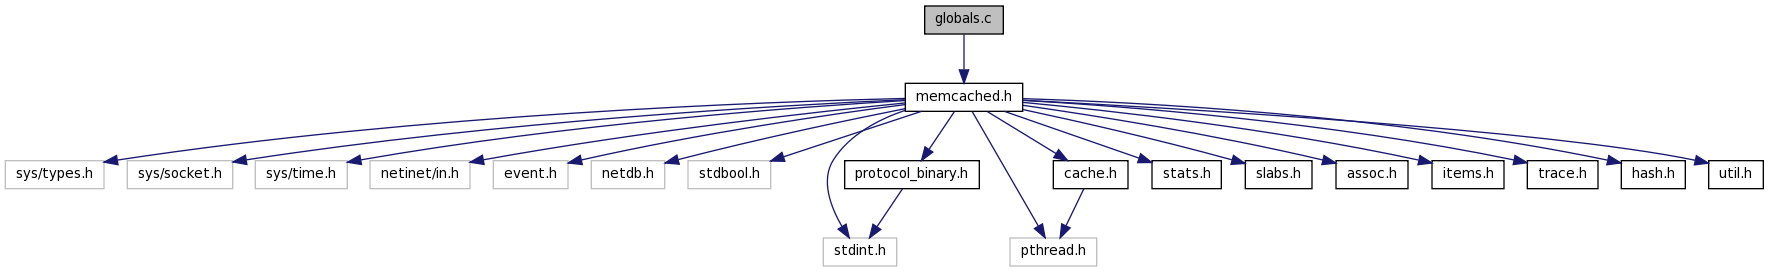 globals.c
memcached.h
sys/types.h
sys/socket.h
sys/time.h
netinet/in.h
event.h
netdb.h
stdbool.h
protocol_binary.h
cache.h
stats.h
slabs.h
assoc.h
items.h
trace.h
hash.h
util.h
stdint.h
pthread.h